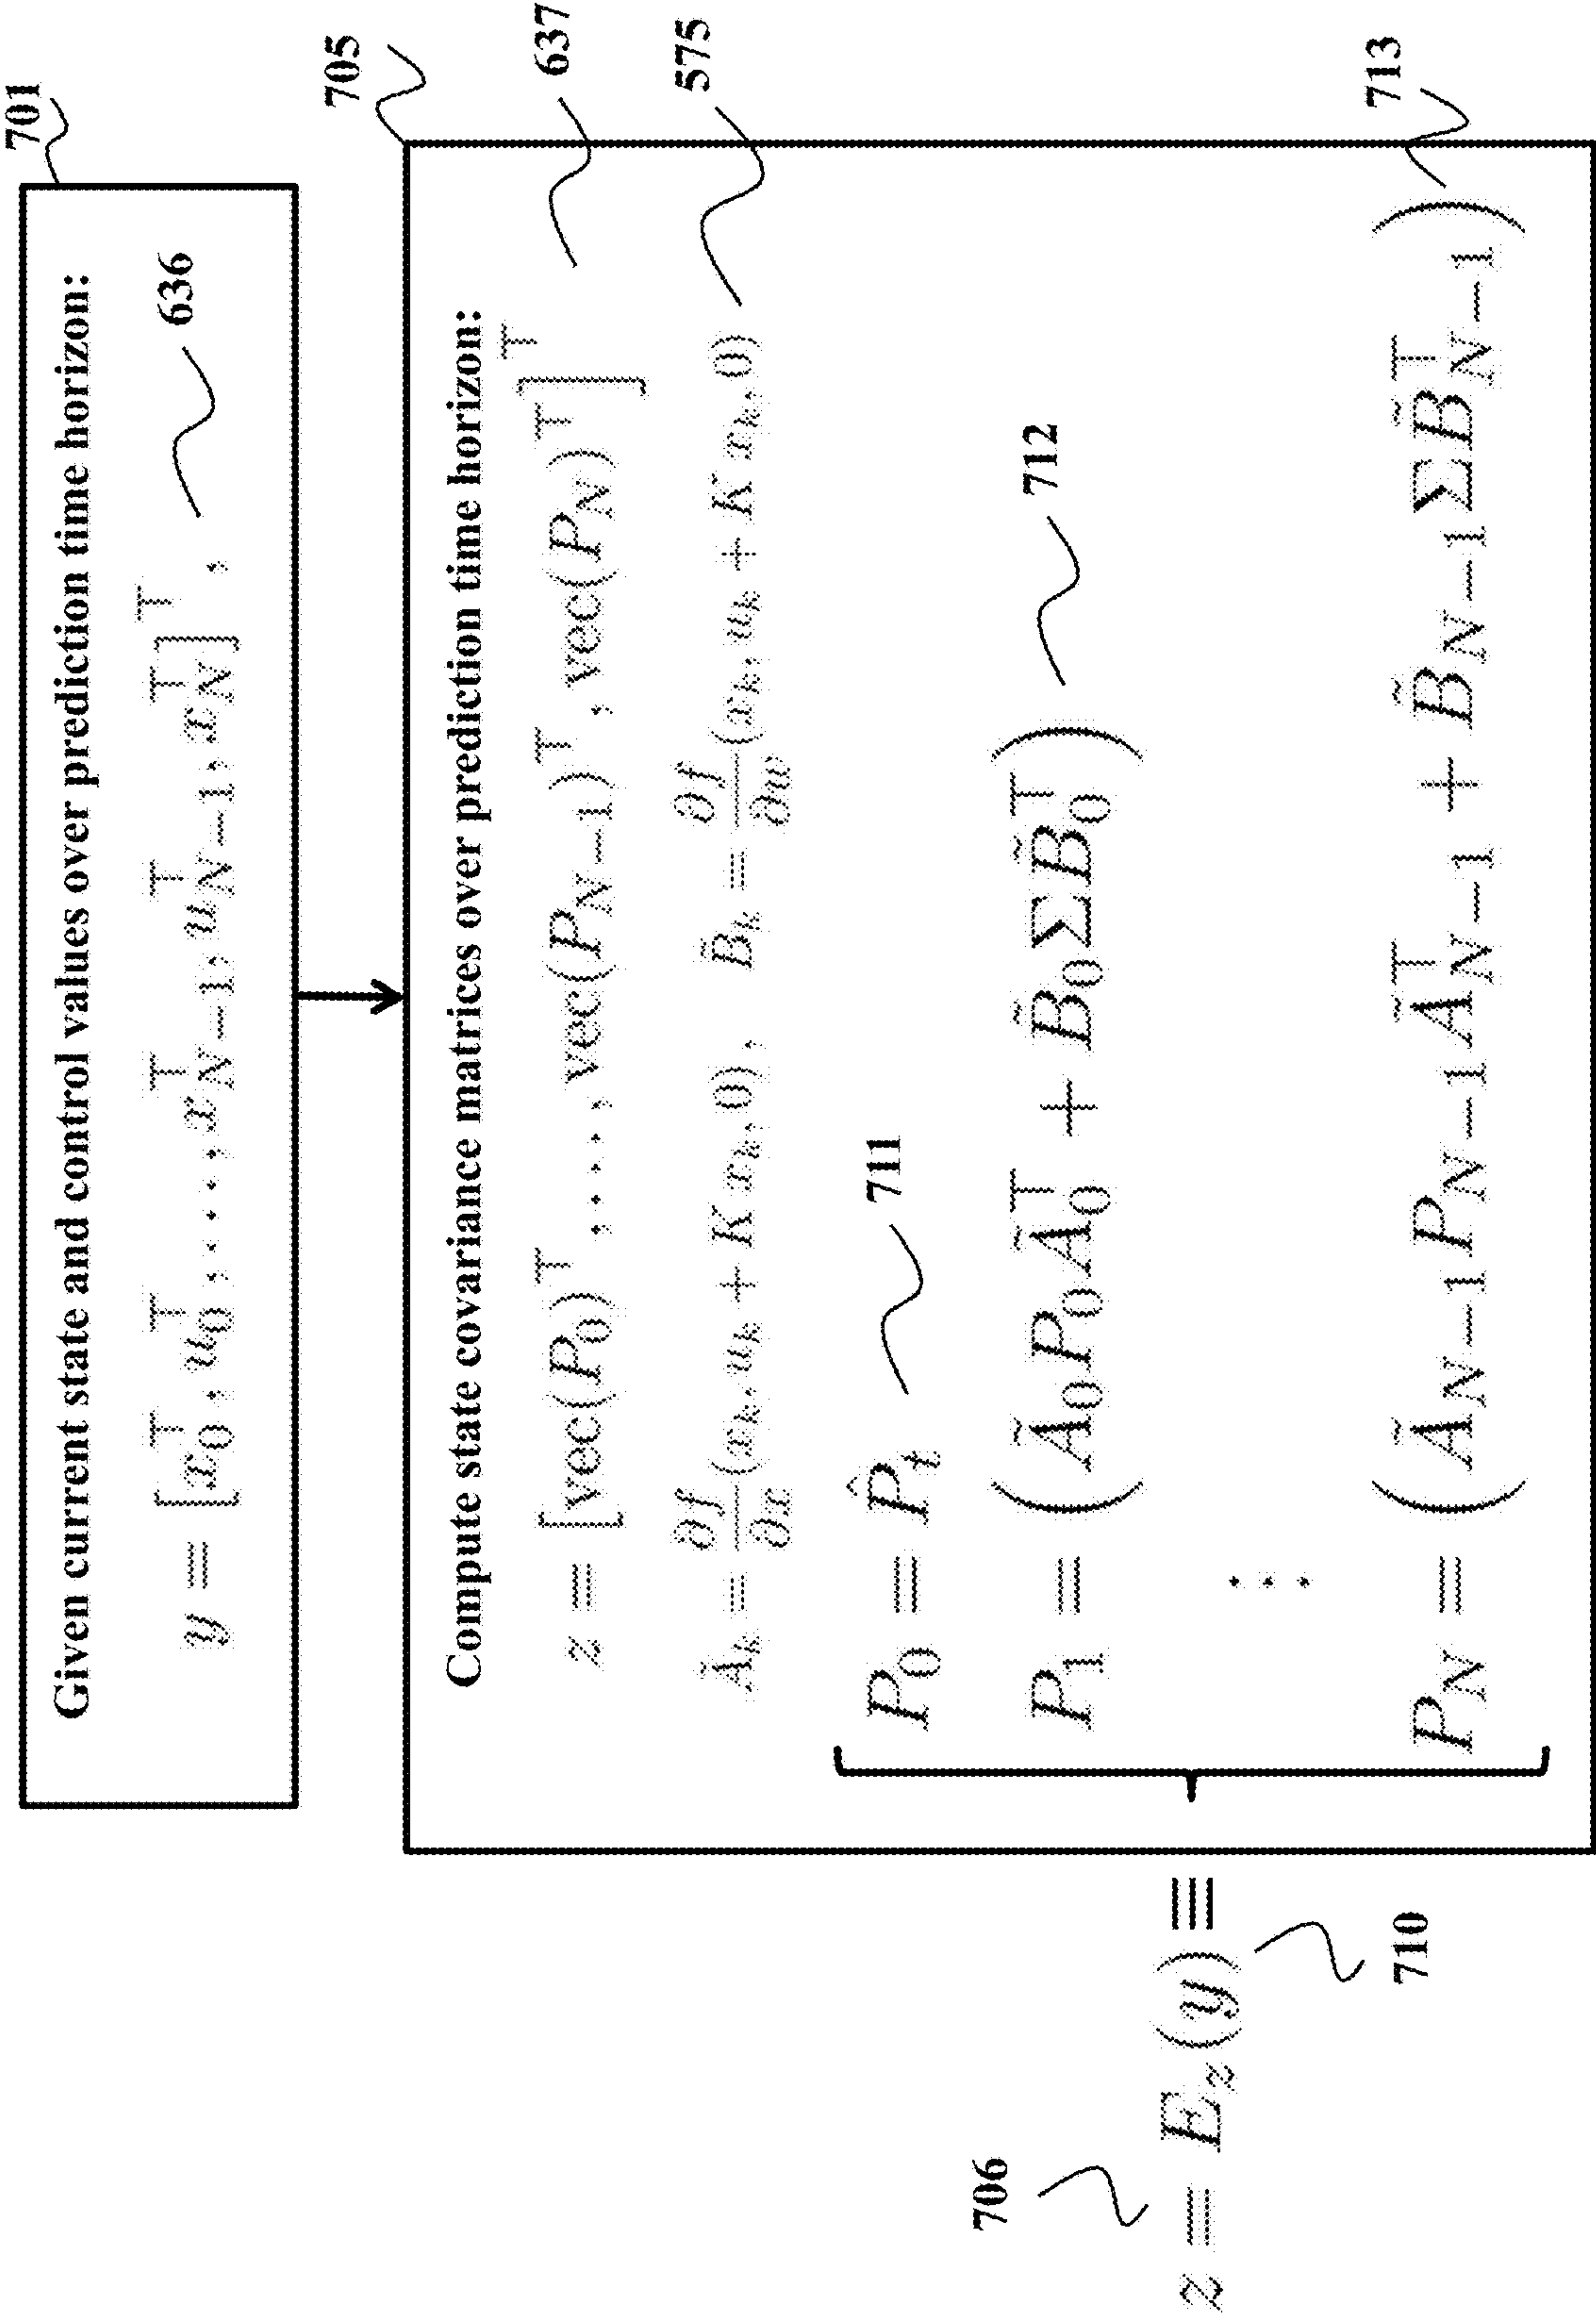 701
Given current state and control values over prediction time horizon:
636
y = [x_0^T, u_0^T, ..., x_{N-1}^T, u_{N-1}^T, x_N^T]^T,
705
Compute state covariance matrices over prediction time horizon:
637
z = [vec(P_0)^T, ..., vec(P_{N-1})^T, vec(P_N)^T]^T
575
Ã_k = ∂f/∂x (x_k, u_k + K x_k, 0), B̃_k = ∂f/∂w (x_k, u_k + K x_k, 0)
711
P_0 = P̂_t
712
P_1 = (Ã_0 P_0 Ã_0^T + B̃_0 Σ B̃_0^T)
706
z = E_z(y) ≡
710
⋮
713
P_N = (Ã_{N-1} P_{N-1} Ã_{N-1}^T + B̃_{N-1} Σ B̃_{N-1}^T)